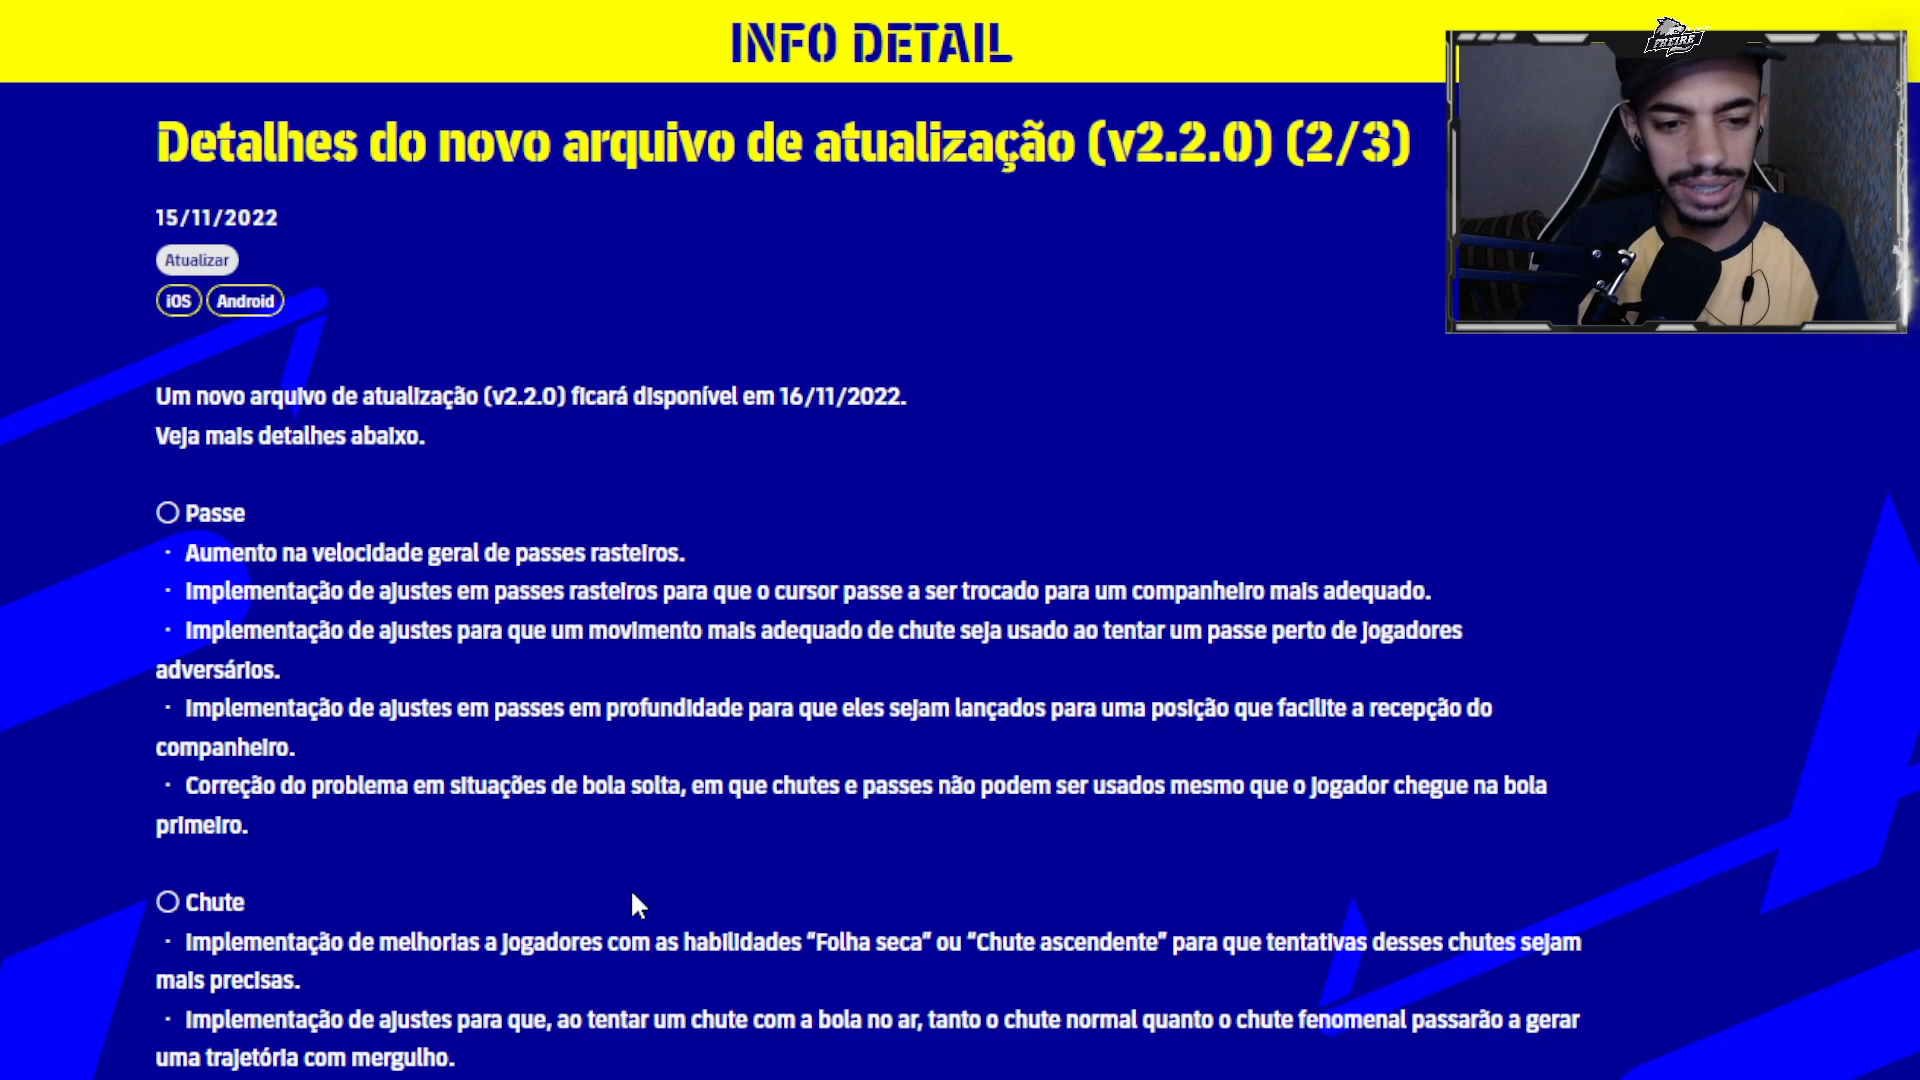 INFO DETAIL
FREIRE
Detalhes do novo arquivo de atualização (v2.2.0) (2/3)
15/11/2022
Atualizar
iOS Android
Um novo arquivo de atualização (v2.2.0) ficará disponível em 16/11/2022.
Veja mais detalhes abaixo.
○ Passe
・ Aumento na velocidade geral de passes rasteiros.
・ Implementação de ajustes em passes rasteiros para que o cursor passe a ser trocado para um companheiro mais adequado.
・ Implementação de ajustes para que um movimento mais adequado de chute seja usado ao tentar um passe perto de jogadores
adversários.
・ Implementação de ajustes em passes em profundidade para que eles sejam lançados para uma posição que facilite a recepção do
companheiro.
・ Correção do problema em situações de bola solta, em que chutes e passes não podem ser usados mesmo que o jogador chegue na bola
primeiro.
○ Chute
・ Implementação de melhorias a jogadores com as habilidades “Folha seca” ou “Chute ascendente” para que tentativas desses chutes sejam
mais precisas.
・ Implementação de ajustes para que, ao tentar um chute com a bola no ar, tanto o chute normal quanto o chute fenomenal passarão a gerar
uma trajetória com mergulho.